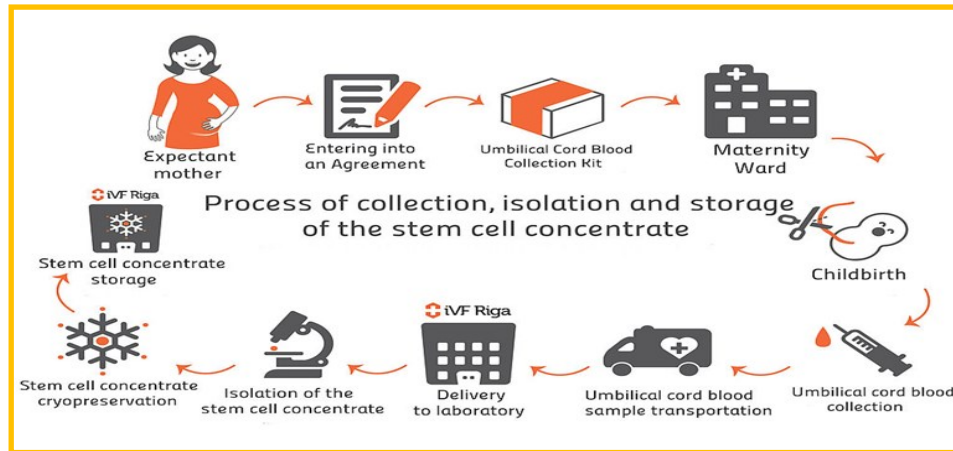 Expectant
mother
Entering into
an Agreement
Umbilical Cord Blood
Collection Kit
Maternity
Ward
Process of collection, isolation and storage
of the stem cell concentrate
Childbirth
Umbilical cord blood
collection
Umbilical cord blood
sample transportation
iVF Riga
Delivery
to laboratory
Isolation of the
stem cell concentrate
Stem cell concentrate
cryopreservation
iVF Riga
Stem cell concentrate
storage